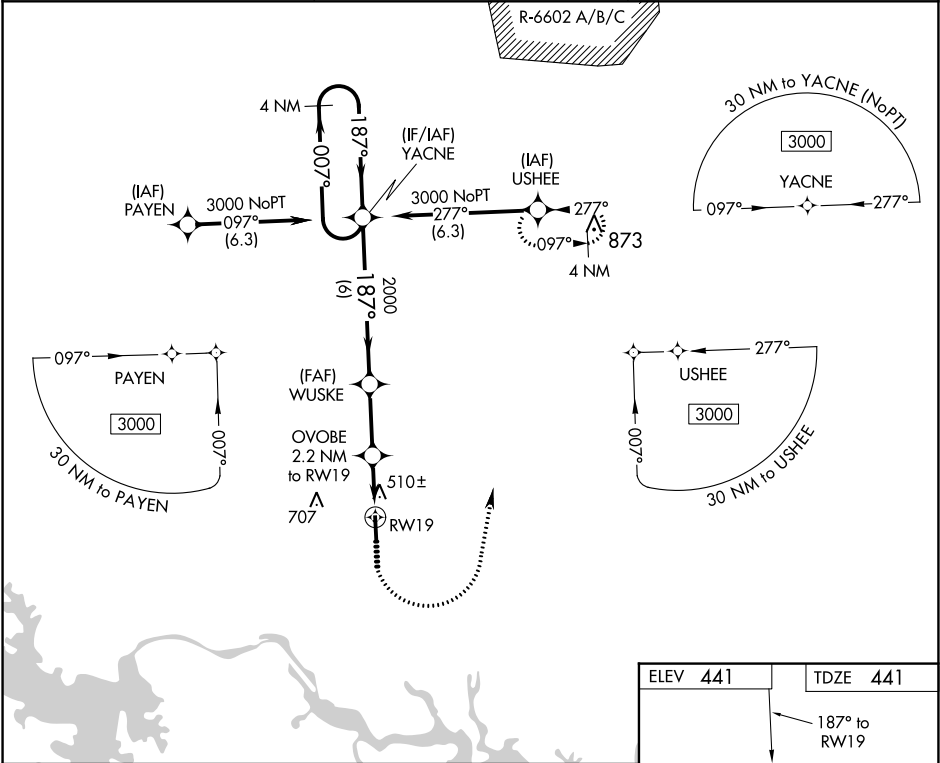 R-6602 A/B/C
4 NM
187°
007°
(IF/IAF)
YACNE
(IAF)
PAYEN
3000 NoPT
097°
(6.3)
(IAF)
USHEE
3000 NoPT
277°
(6.3)
277°
097°
873
4 NM
30 NM to YACNE (NoPT)
3000
YACNE
097°
277°
2000
187°
(6)
097°
PAYEN
3000
007°
30 NM to PAYEN
277°
USHEE
3000
007°
30 NM to USHEE
(FAF)
WUSKE
OVOBE
2.2 NM
to RW19
510±
707
RW19
ELEV 441
TDZE 441
187° to
RW19